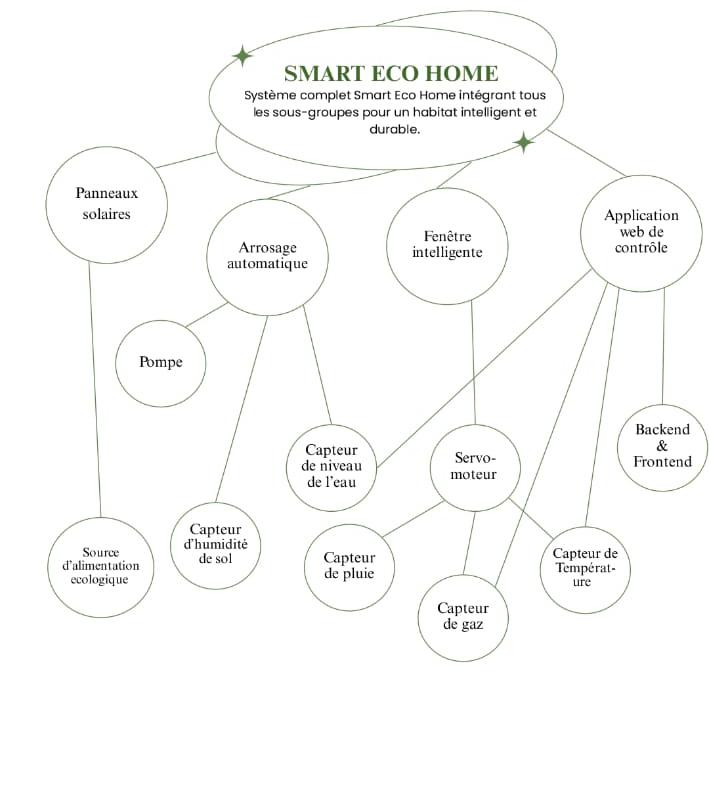 SMART ECO HOME
Système complet Smart Eco Home intégrant tous
les sous-groupes pour un habitat intelligent et
durable.
Panneaux
solaires
Arrosage
automatique
Fenêtre
intelligente
Application
web de
contrôle
Pompe
Capteur
de niveau
de l'eau
Servo-
moteur
Backend
&
Frontend
Source
d'alimentation
ecologique
Capteur
d'humidité
de sol
Capteur
de pluie
Capteur
de gaz
Capteur de
Températ-
ure